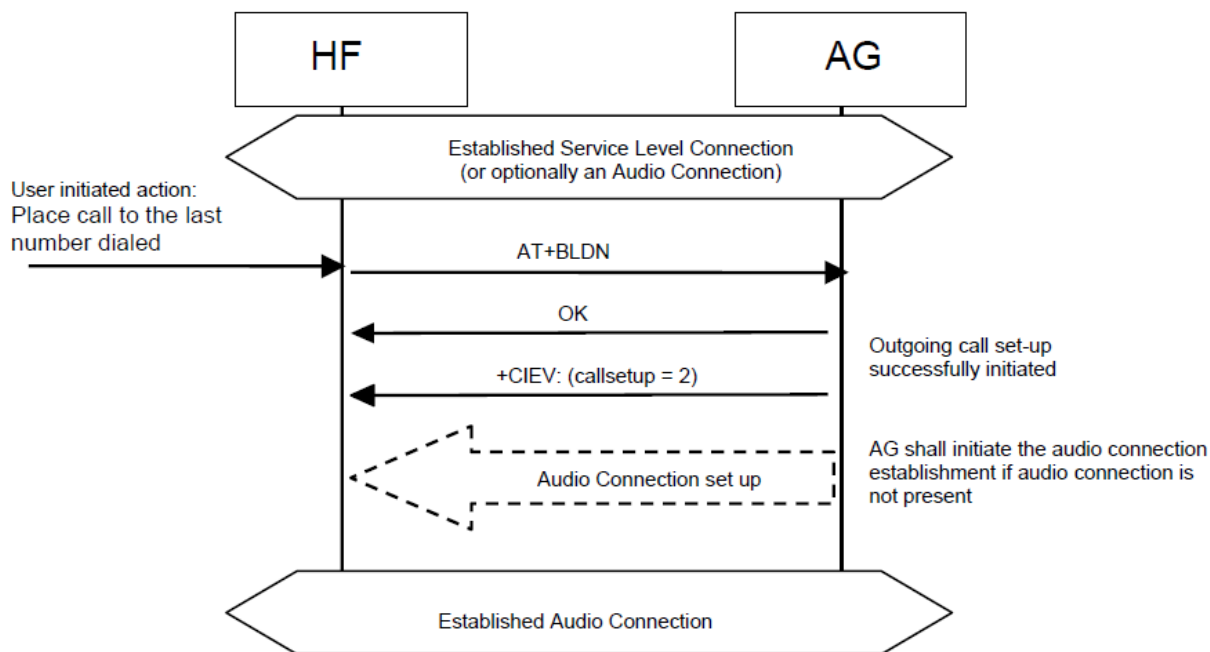 HF
AG
Established Service Level Connection
(or optionally an Audio Connection)
User initiated action:
Place call to the last
number dialed
AT+BLDN
OK
Outgoing call set-up
successfully initiated
+CIEV: (callsetup = 2)
AG shall initiate the audio connection
establishment if audio connection is
not present
Audio Connection set up
Established Audio Connection